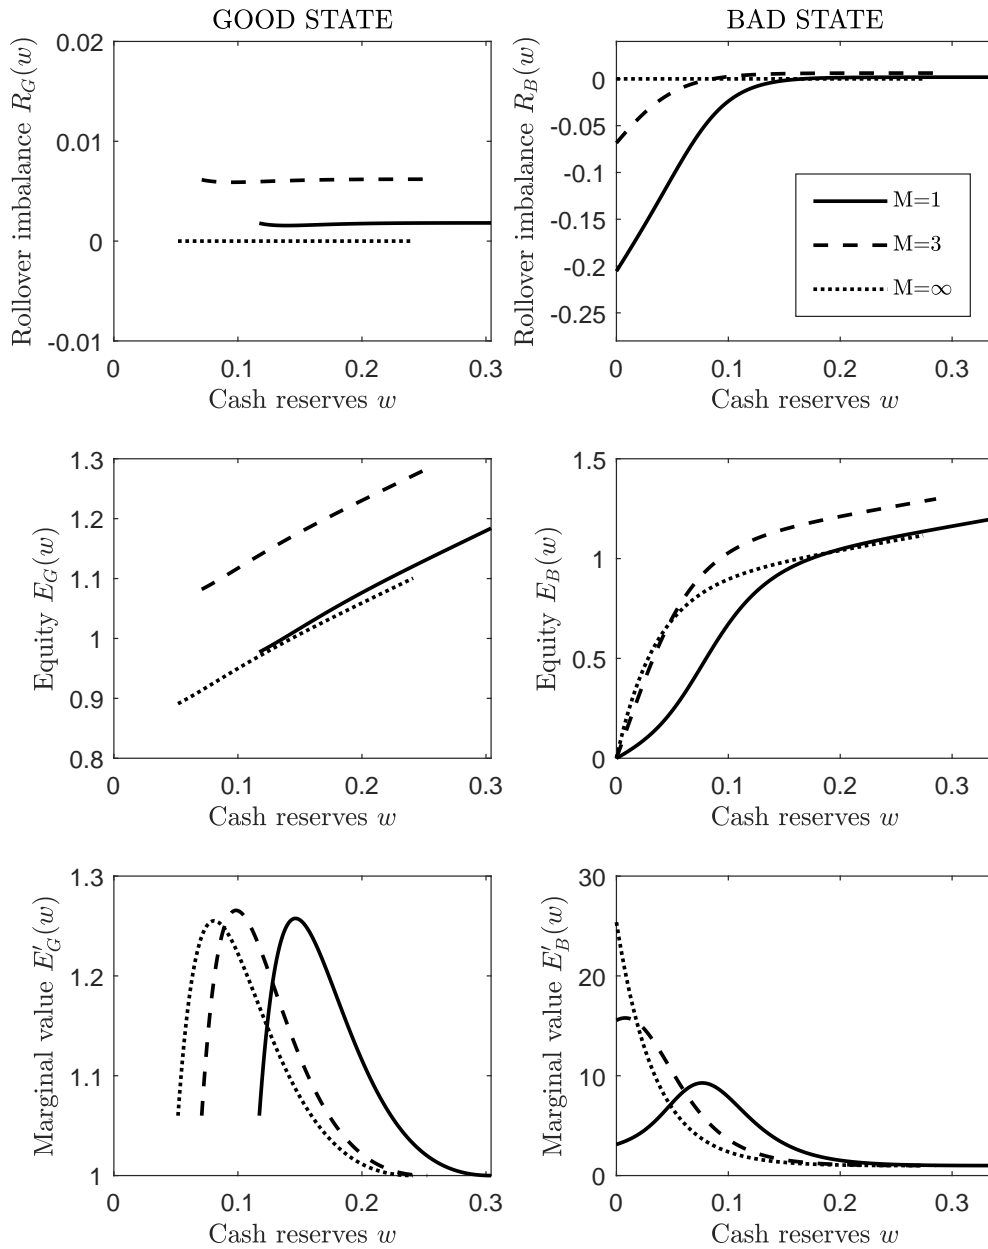 GOOD STATE
Rollover imbalance R_G(w)
0.02
0.01
0
-0.01
0 0.1 0.2 0.3
Cash reserves w
BAD STATE
Rollover imbalance R_B(w)
0
-0.05
-0.1
-0.15
-0.2
-0.25
M=1
M=3
M=∞
0 0.1 0.2 0.3
Cash reserves w
Equity E_G(w)
1.3
1.2
1.1
1
0.9
0.8
0 0.1 0.2 0.3
Cash reserves w
Equity E_B(w)
1.5
1
0.5
0
0 0.1 0.2 0.3
Cash reserves w
Marginal value E′_G(w)
1.3
1.2
1.1
1
0 0.1 0.2 0.3
Cash reserves w
Marginal value E′_B(w)
30
20
10
0
0 0.1 0.2 0.3
Cash reserves w